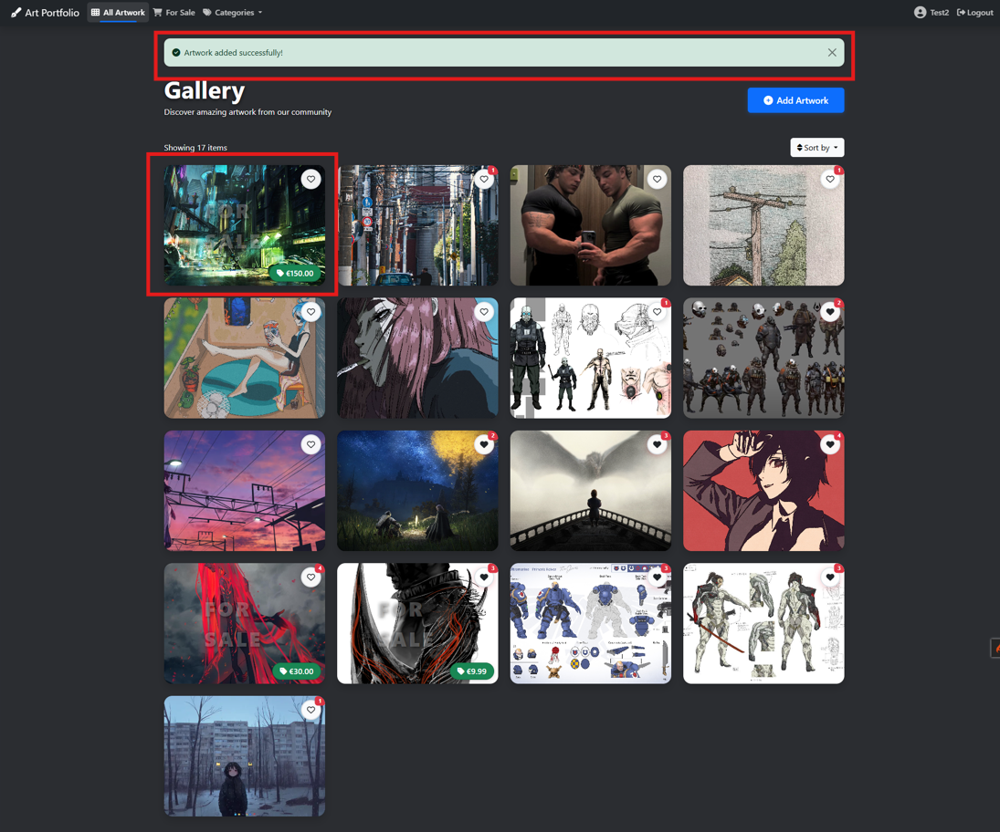 Art Portfolio All Artwork For Sale Categories Test2 Logout
Artwork added successfully!
Gallery
Add Artwork
Discover amazing artwork from our community
Showing 17 items
Sort by
FOR
SALE
€150.00
1
1
1
2
2
3
4
4
FOR
SALE
€30.00
3
FOR
SALE
€9.99
3
3
1